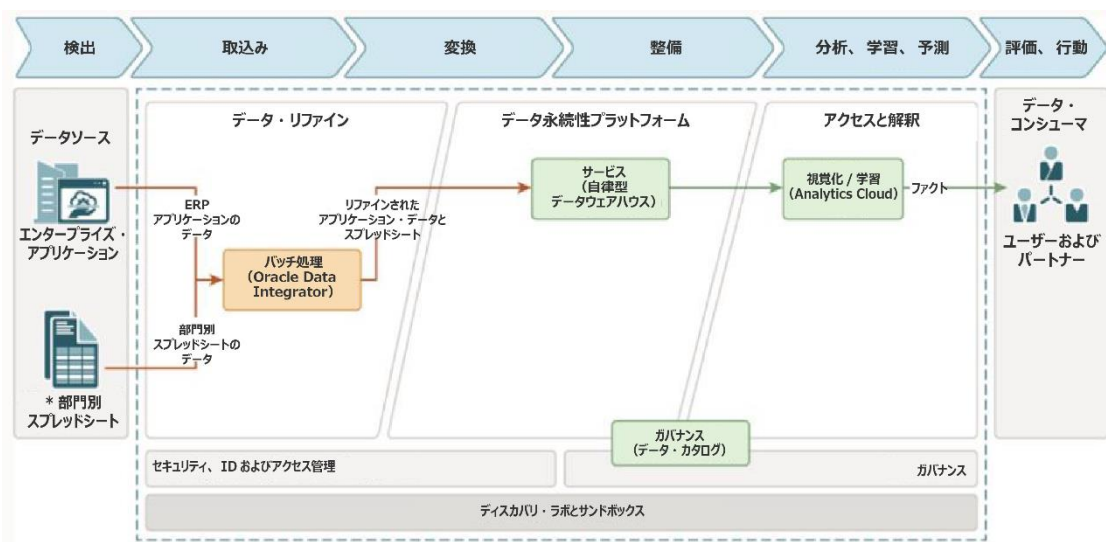 検出
取込み
変換
整備
分析、学習、予測
評価、行動
データソース
エンタープライズ・
アプリケーション
* 部門別
スプレッドシート
データ・リファイン
ERP
アプリケーションの
データ
バッチ処理
(Oracle Data
Integrator)
部門別
スプレッドシートの
データ
リファインされた
アプリケーション・データと
スプレッドシート
データ永続性プラットフォーム
サービス
(自律型
データウェアハウス)
アクセスと解釈
視覚化 / 学習
(Analytics Cloud)
ファクト
データ・
コンシューマ
ユーザーおよび
パートナー
ガバナンス
(データ・カタログ)
セキュリティ、ID およびアクセス管理
ガバナンス
ディスカバリ・ラボとサンドボックス